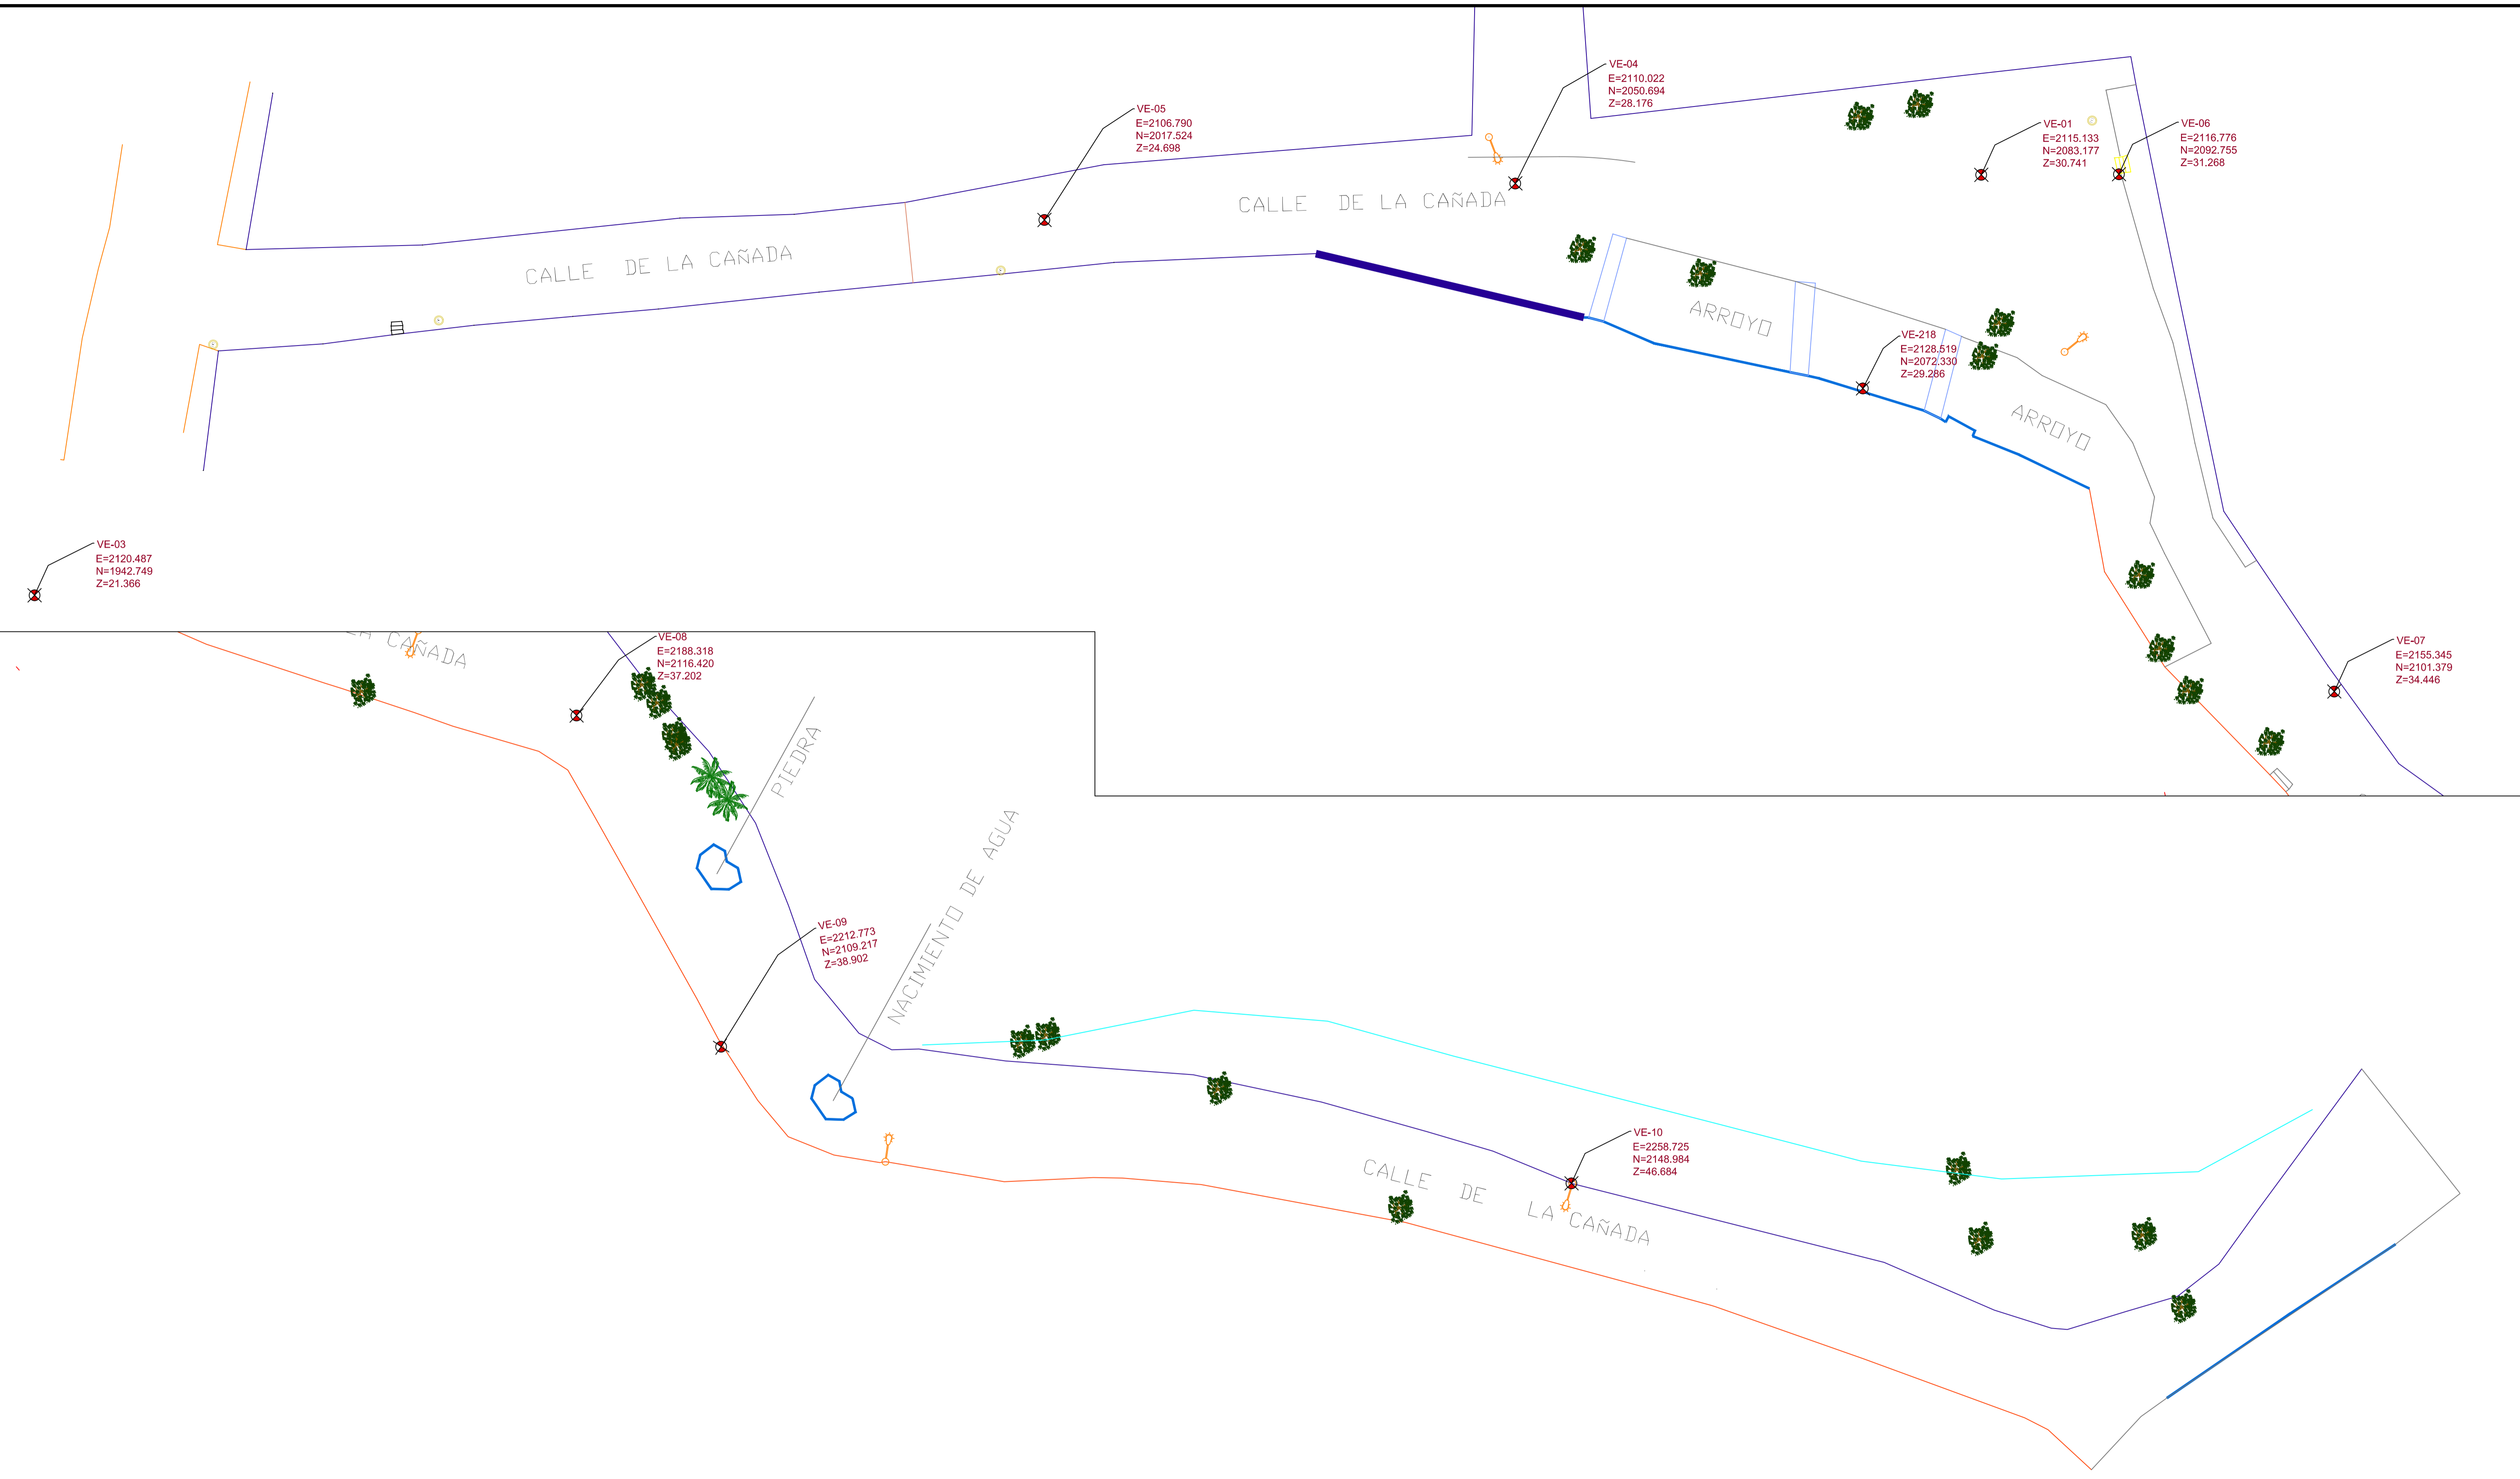 VE-04
E=2110.022
N=2050.694
Z=28.176
VE-05
E=2106.790
N=2017.524
Z=24.698
VE-01
E=2115.133
N=2083.177
Z=30.741
VE-06
E=2116.776
N=2092.755
Z=31.268
CALLE DE LA CAÑADA
CALLE DE LA CAÑADA
ARROYO
VE-218
E=2128.519
N=2072.330
Z=29.286
ARROYO
VE-03
E=2120.487
N=1942.749
Z=21.366
LA CAÑADA
VE-08
E=2188.318
N=2116.420
Z=37.202
VE-07
E=2155.345
N=2101.379
Z=34.446
PIEDRA
NACIMIENTO DE AGUA
VE-09
E=2212.773
N=2109.217
Z=38.902
VE-10
E=2258.725
N=2148.984
Z=46.684
CALLE DE LA CAÑADA